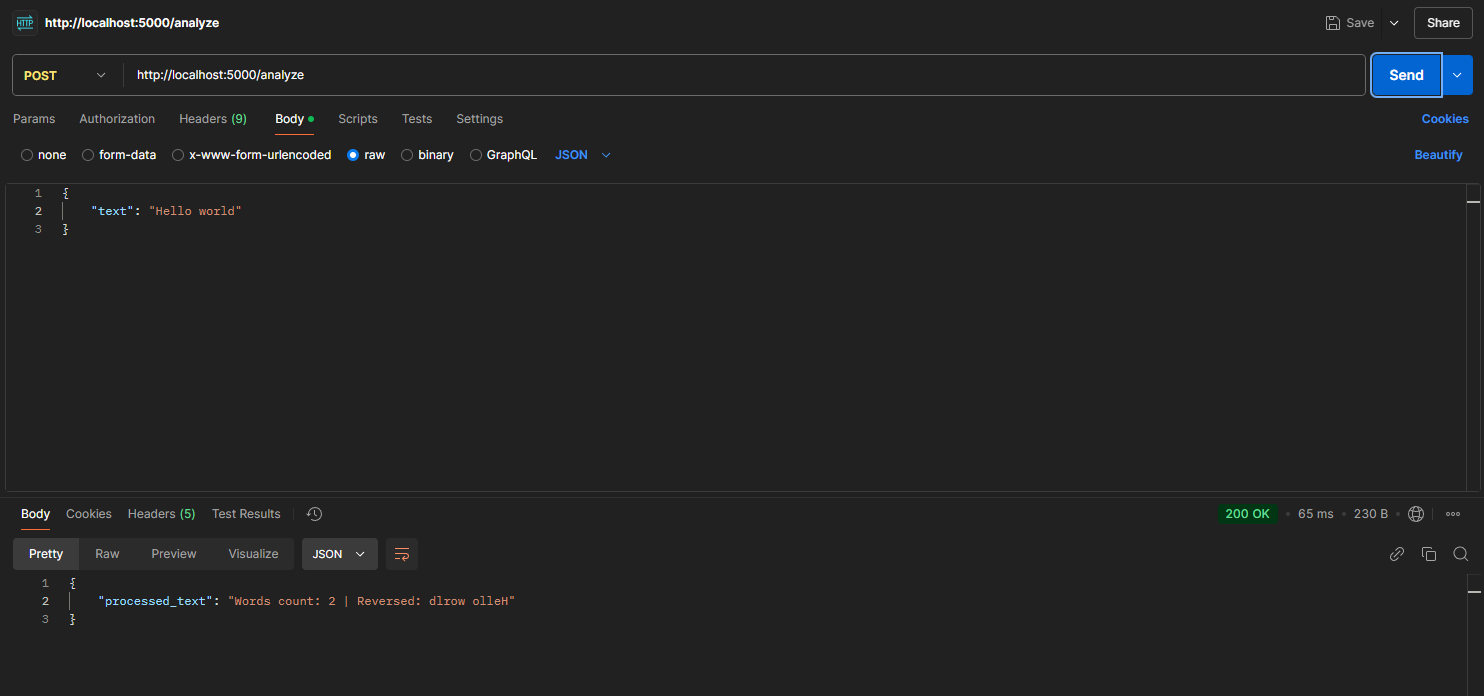 HTTP http://localhost:5000/analyze Save Share
POST http://localhost:5000/analyze Send
Params Authorization Headers (9) Body Scripts Tests Settings Cookies
none form-data x-www-form-urlencoded raw binary GraphQL JSON Beautify
1 {
2 "text": "Hello world"
3 }
Body Cookies Headers (5) Test Results 200 OK 65 ms 230 B
Pretty Raw Preview Visualize JSON
1 {
2 "processed_text": "Words count: 2 | Reversed: dlrow olleH"
3 }